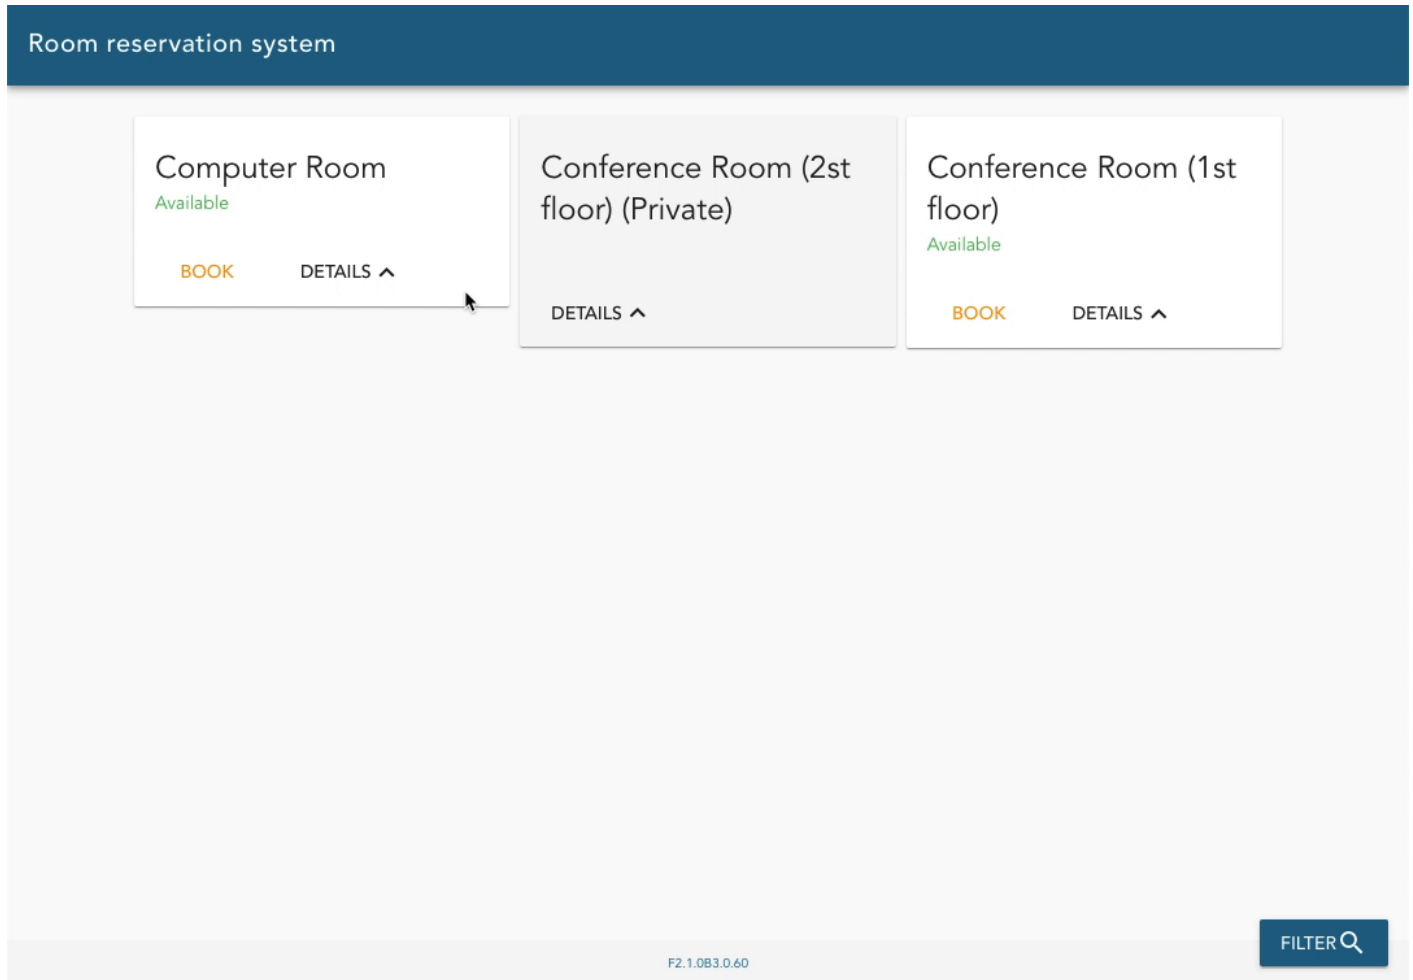 Room reservation system
Computer Room
Available
BOOK DETAILS
Conference Room (2st
floor) (Private)
DETAILS
Conference Room (1st
floor)
Available
BOOK DETAILS
FILTER
F2.1.0B3.0.60